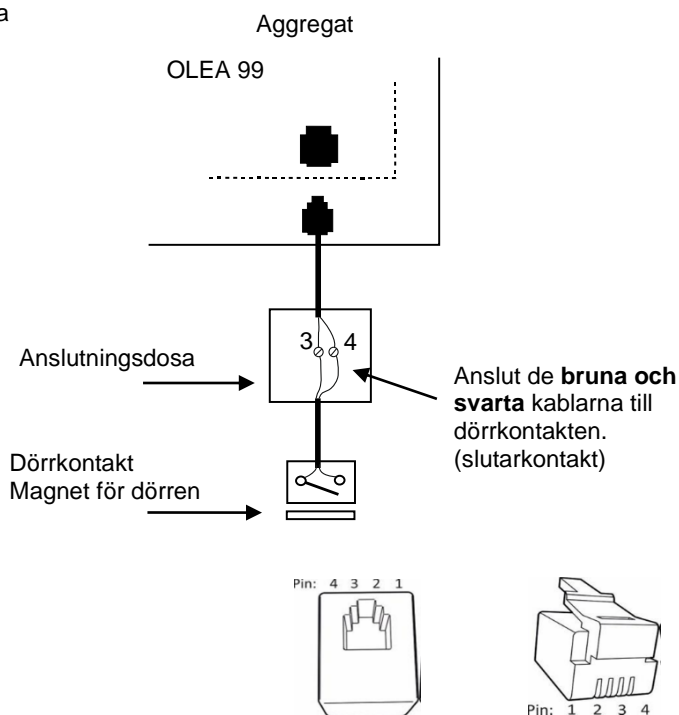 a
Aggregat
OLEA 99
3 4
Anslutningsdosa
Anslut de bruna och
svarta kablarna till
dörrkontakten.
(slutarkontakt)
Dörrkontakt
Magnet för dörren
Pin: 4 3 2 1
Pin: 1 2 3 4